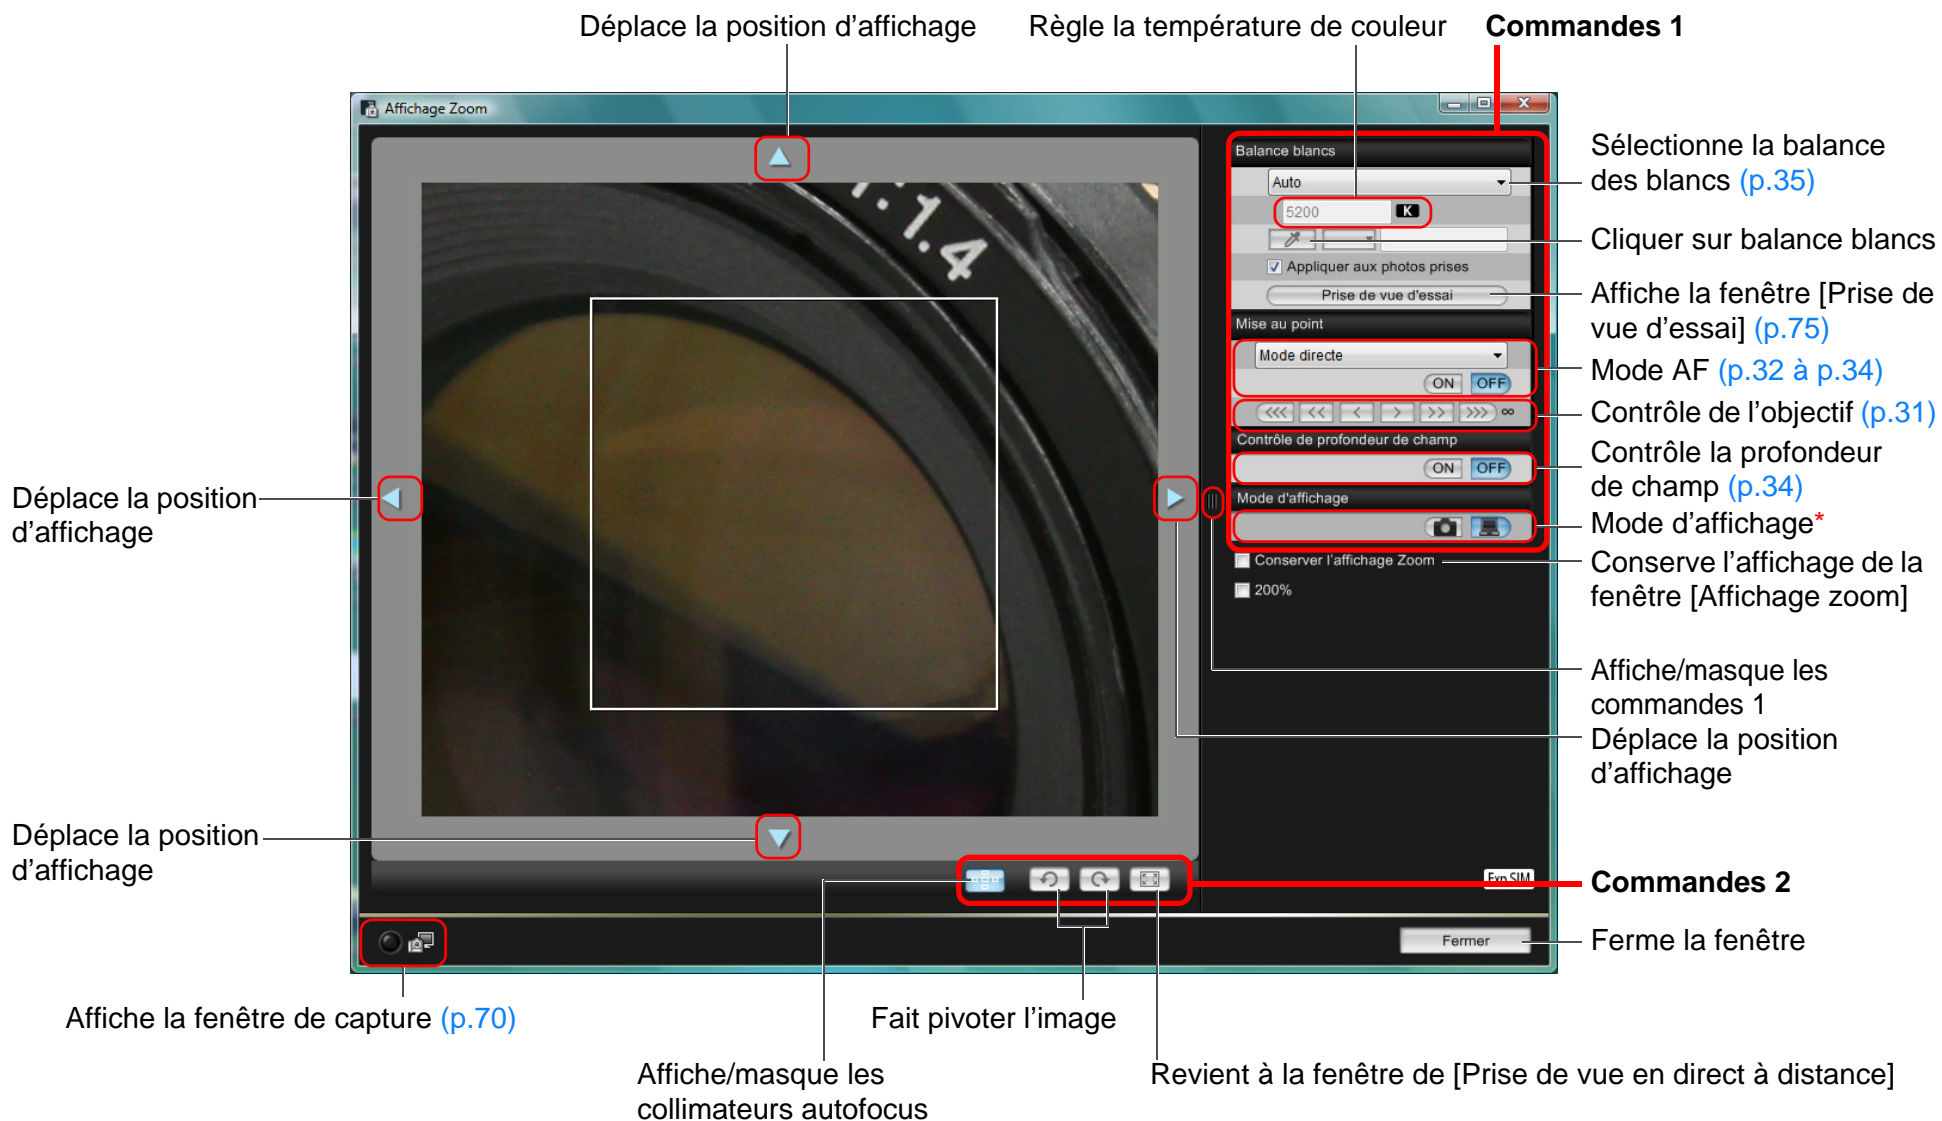 Déplace la position d’affichage
Règle la température de couleur
Commandes 1
Affichage Zoom
1:1.4
Balance blancs
Auto
5200
K
Appliquer aux photos prises
Prise de vue d'essai
Mise au point
Mode directe
ON OFF
<<< << < > >> >>> ∞
Contrôle de profondeur de champ
ON OFF
Mode d'affichage
Conserver l'affichage Zoom
200%
Exp.SIM
Fermer
Sélectionne la balance
des blancs (p.35)
Cliquer sur balance blancs
Affiche la fenêtre [Prise de
vue d’essai] (p.75)
Mode AF (p.32 à p.34)
Contrôle de l’objectif (p.31)
Contrôle la profondeur
de champ (p.34)
Mode d’affichage*
Conserve l’affichage de la
fenêtre [Affichage zoom]
Affiche/masque les
commandes 1
Déplace la position
d’affichage
Commandes 2
Ferme la fenêtre
Déplace la position
d’affichage
Déplace la position
d’affichage
Affiche la fenêtre de capture (p.70)
Fait pivoter l’image
Affiche/masque les
collimateurs autofocus
Revient à la fenêtre de [Prise de vue en direct à distance]